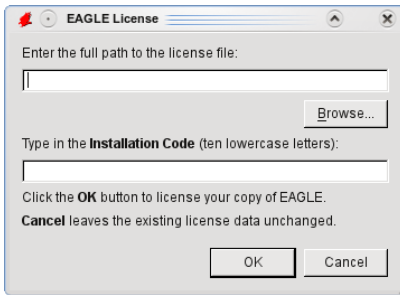 EAGLE License
Enter the full path to the license file:
Browse...
Type in the Installation Code (ten lowercase letters):
Click the OK button to license your copy of EAGLE.
Cancel leaves the existing license data unchanged.
OK
Cancel